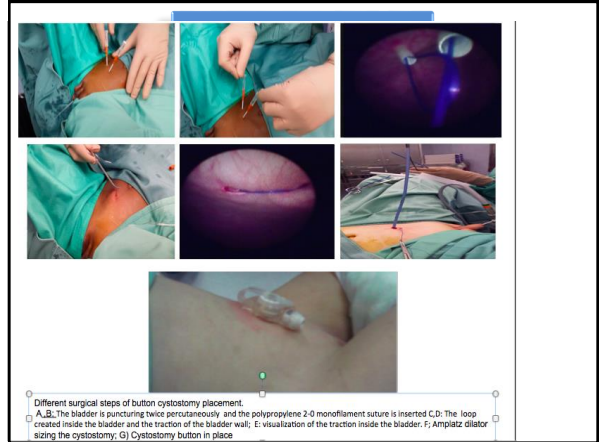 Different surgical steps of button cystostomy placement.
A,B: The bladder is puncturing twice percutaneously and the polypropylene 2-0 monofilament suture is inserted C,D: The loop
created inside the bladder and the traction of the bladder wall; E: visualization of the traction inside the bladder. F; Amplatz dilator
sizing the cystostomy; G) Cystostomy button in place